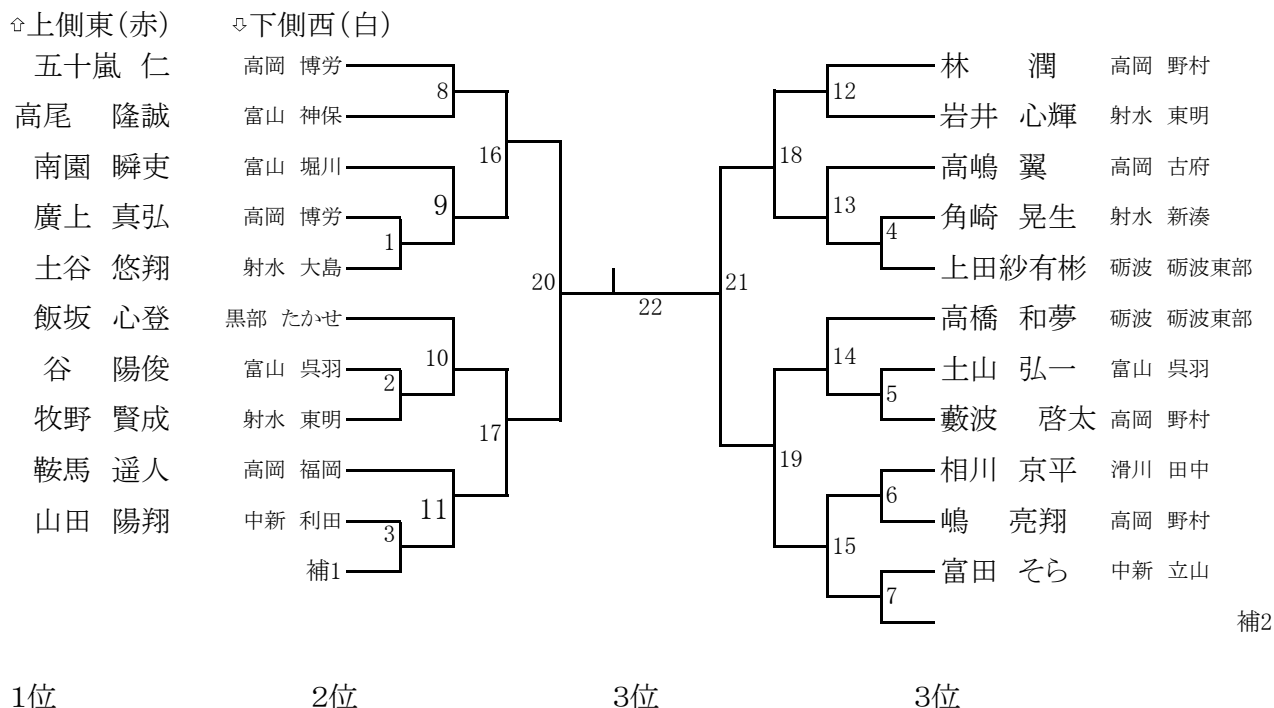 ⇧上側東(赤) ⇩下側西(白)
五十嵐 仁 高岡 博労
8
高尾 隆誠 富山 神保
16
南園 瞬吏 富山 堀川
9
廣上 真弘 高岡 博労
1
土谷 悠翔 射水 大島
20
飯坂 心登 黒部 たかせ
10
谷 陽俊 富山 呉羽
2
牧野 賢成 射水 東明
17
鞍馬 遥人 高岡 福岡
11
山田 陽翔 中新 利田
3
補1
22
林 潤 高岡 野村
12
岩井 心輝 射水 東明
18
高嶋 翼 高岡 古府
13
角崎 晃生 射水 新湊
4
上田紗有彬 砺波 砺波東部
21
高橋 和夢 砺波 砺波東部
14
土山 弘一 富山 呉羽
5
藪波 啓太 高岡 野村
19
相川 京平 滑川 田中
6
嶋 亮翔 高岡 野村
15
富田 そら 中新 立山
7
補2
1位 2位 3位 3位